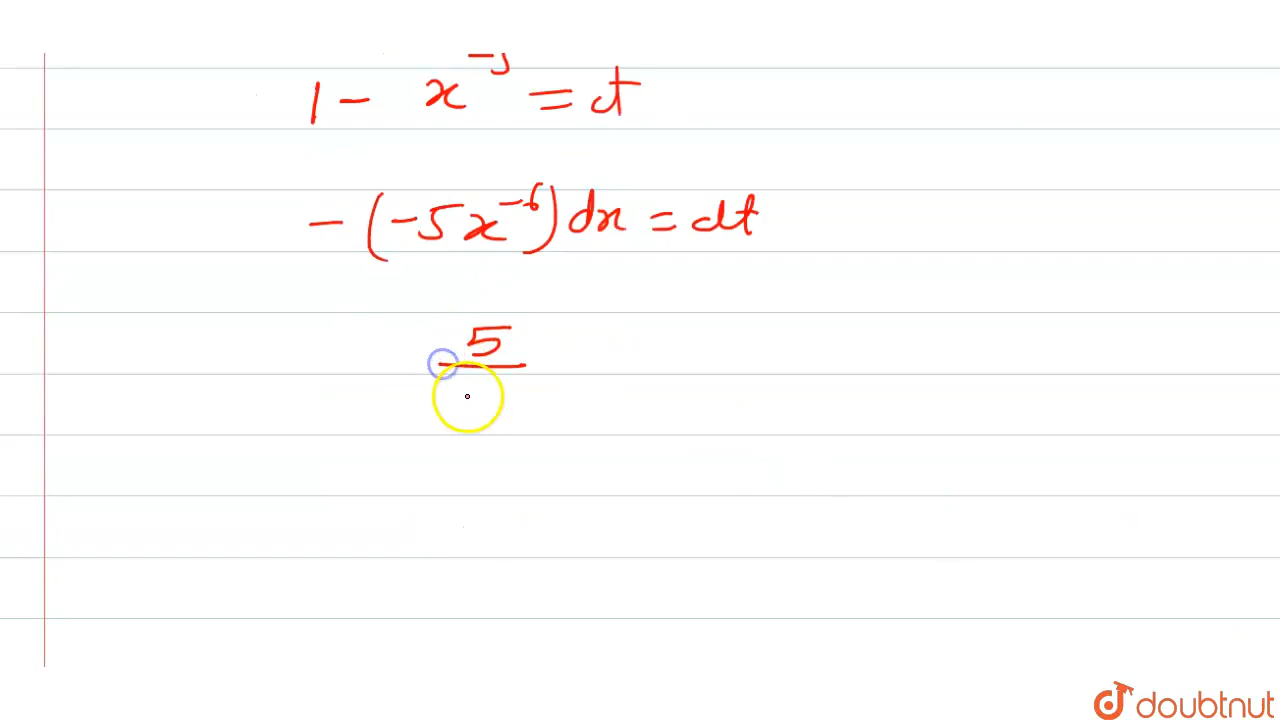 1 - x⁻⁵ = dt
- (-5x⁻⁶) dx = dt
5
doubtnut